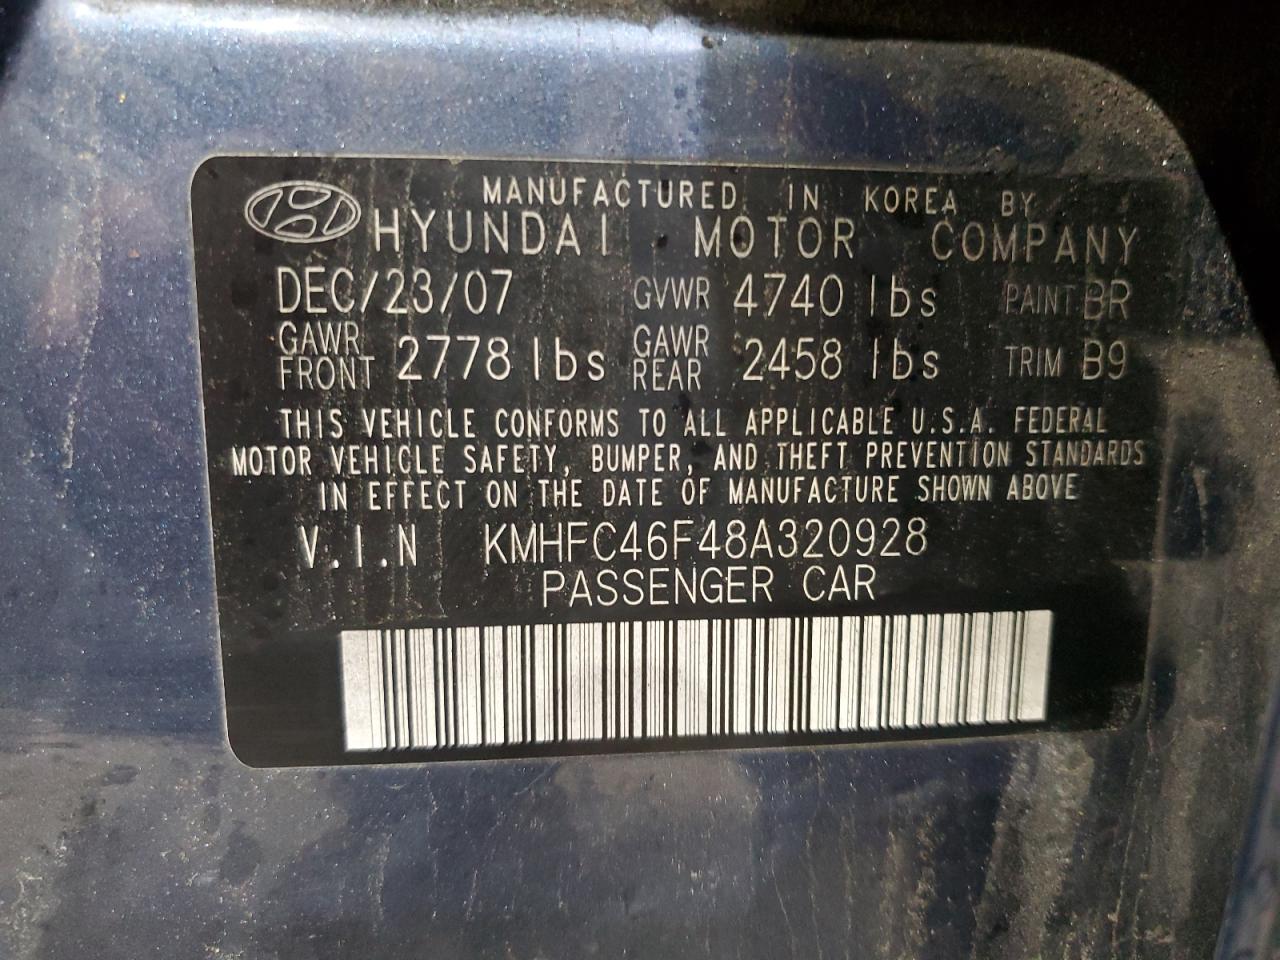 MANUFACTURED IN KOREA BY
HYUNDAI MOTOR COMPANY
DEC/23/07 GVWR 4740 lbs PAINT BR
GAWR FRONT 2778 lbs GAWR REAR 2458 lbs TRIM B9
THIS VEHICLE CONFORMS TO ALL APPLICABLE U.S.A. FEDERAL
MOTOR VEHICLE SAFETY, BUMPER, AND THEFT PREVENTION STANDARDS
IN EFFECT ON THE DATE OF MANUFACTURE SHOWN ABOVE
V.I.N KMHFC46F48A320928
PASSENGER CAR